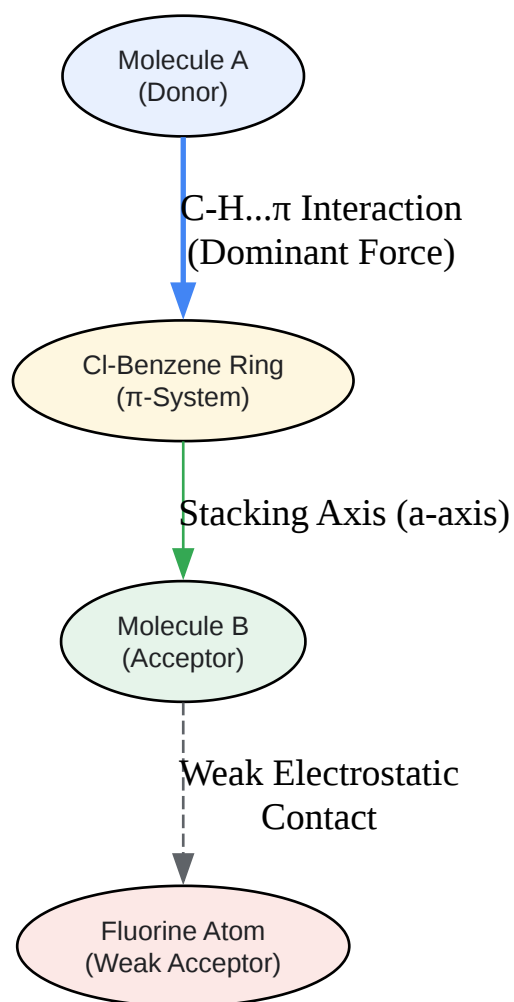 Molecule A
(Donor)
C-H...π Interaction
(Dominant Force)
Cl-Benzene Ring
(π-System)
Stacking Axis (a-axis)
Molecule B
(Acceptor)
Weak Electrostatic
Contact
Fluorine Atom
(Weak Acceptor)